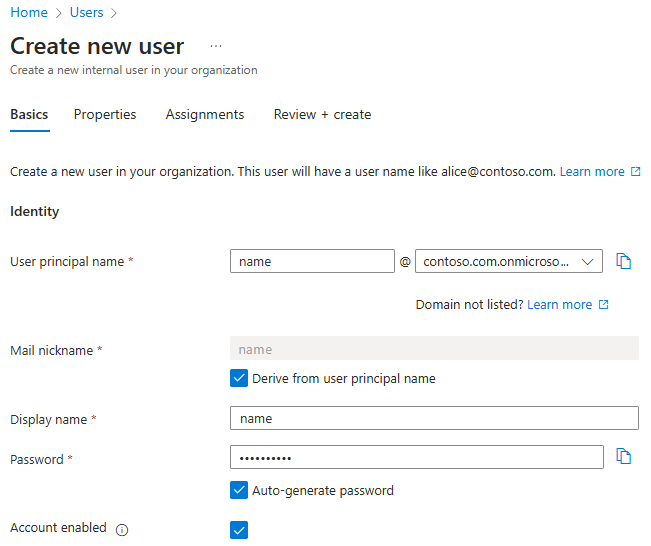 Home > Users >
Create new user ...
Create a new internal user in your organization
Basics Properties Assignments Review + create
Create a new user in your organization. This user will have a user name like alice@contoso.com. Learn more
Identity
User principal name * name @ contoso.com.onmicroso...
Domain not listed? Learn more
Mail nickname * name
Derive from user principal name
Display name * name
Password * ••••••••••
Auto-generate password
Account enabled